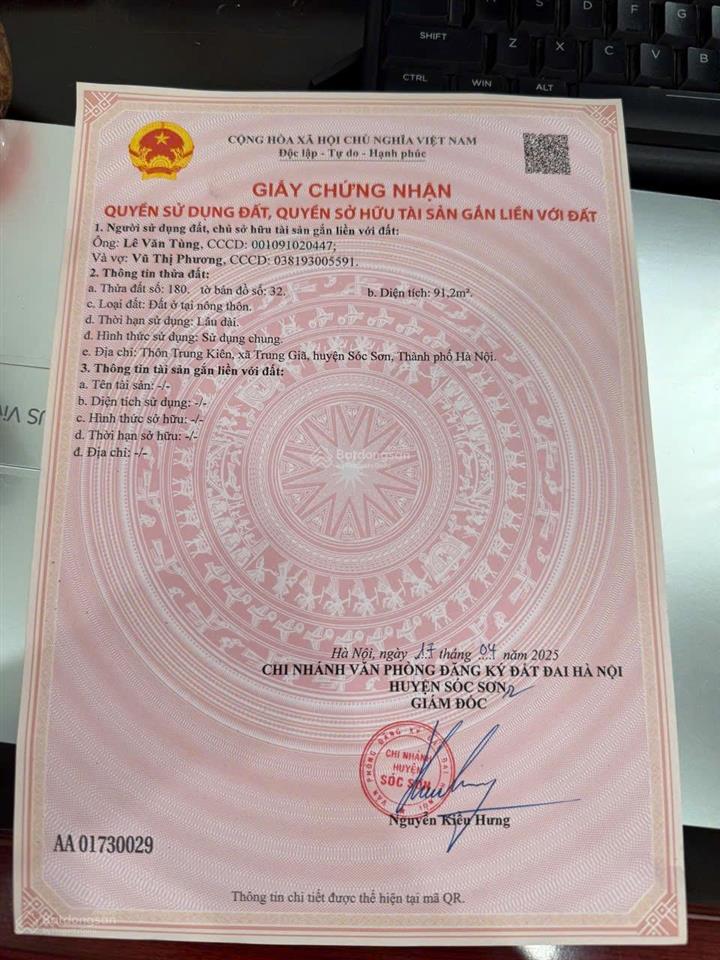 SHIFT
Z X C V B
S D F G
CTRL WIN ALT
CỘNG HÒA XÃ HỘI CHỦ NGHĨA VIỆT NAM
Độc lập - Tự do - Hạnh phúc
GIẤY CHỨNG NHẬN
QUYỀN SỬ DỤNG ĐẤT, QUYỀN SỞ HỮU TÀI SẢN GẮN LIỀN VỚI ĐẤT
1. Người sử dụng đất, chủ sở hữu tài sản gắn liền với đất:
Ông: Lê Văn Tùng, CCCD: 001091020447;
Và vợ: Vũ Thị Phương, CCCD: 038193005591.
2. Thông tin thửa đất:
a. Thửa đất số: 180. tờ bản đồ số: 32. b. Diện tích: 91,2m².
c. Loại đất: Đất ở tại nông thôn.
d. Thời hạn sử dụng: Lâu dài.
đ. Hình thức sử dụng: Sử dụng chung.
e. Địa chỉ: Thôn Trung Kiên, xã Trung Giã, huyện Sóc Sơn, Thành phố Hà Nội.
3. Thông tin tài sản gắn liền với đất:
a. Tên tài sản: -/-
b. Diện tích sử dụng: -/-
c. Hình thức sở hữu: -/-
d. Thời hạn sở hữu: -/-
đ. Địa chỉ: -/-
Batdongsan
Hà Nội, ngày 17 tháng 04 năm 2025
CHI NHÁNH VĂN PHÒNG ĐĂNG KÝ ĐẤT ĐAI HÀ NỘI
HUYỆN SÓC SƠN
GIÁM ĐỐC
CHI NHÁNH
HUYỆN
SÓC SƠN
Nguyễn Kiều Hưng
AA 01730029
Thông tin chi tiết được thể hiện tại mã QR.
Batdongsan